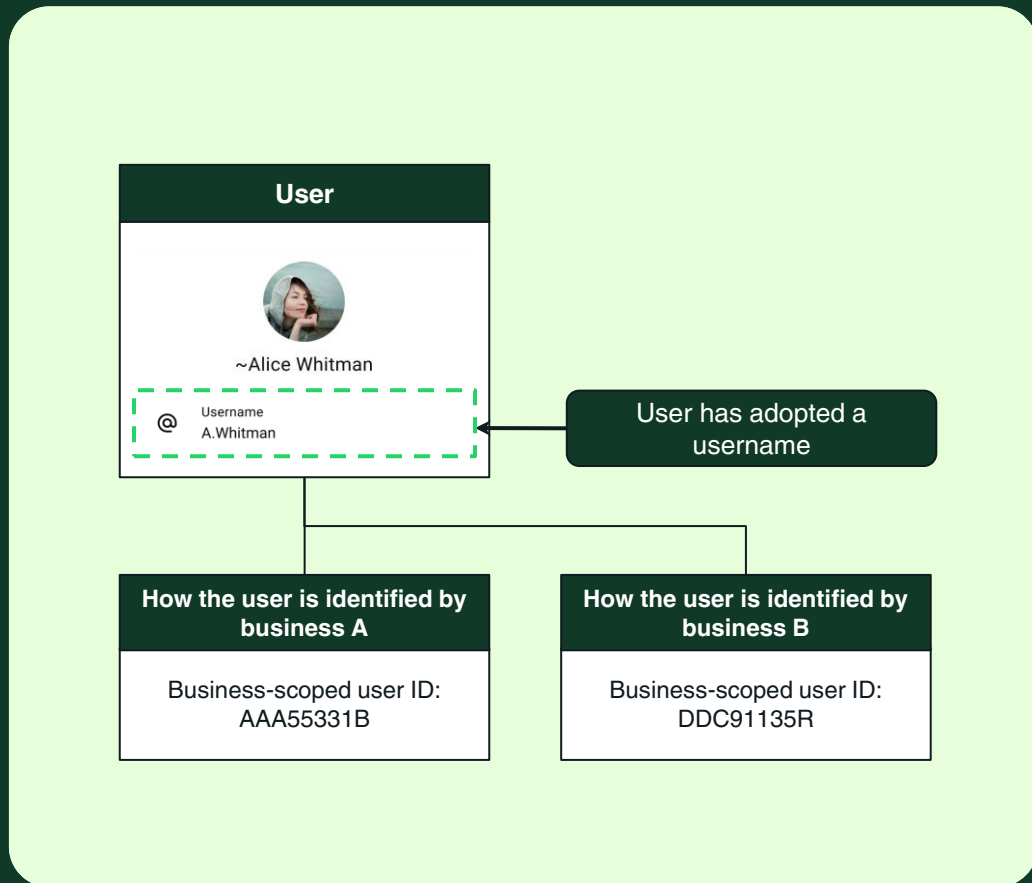 User
~Alice Whitman
@
Username
A.Whitman
User has adopted a
username
How the user is identified by
business A
Business-scoped user ID:
AAA55331B
How the user is identified by
business B
Business-scoped user ID:
DDC91135R